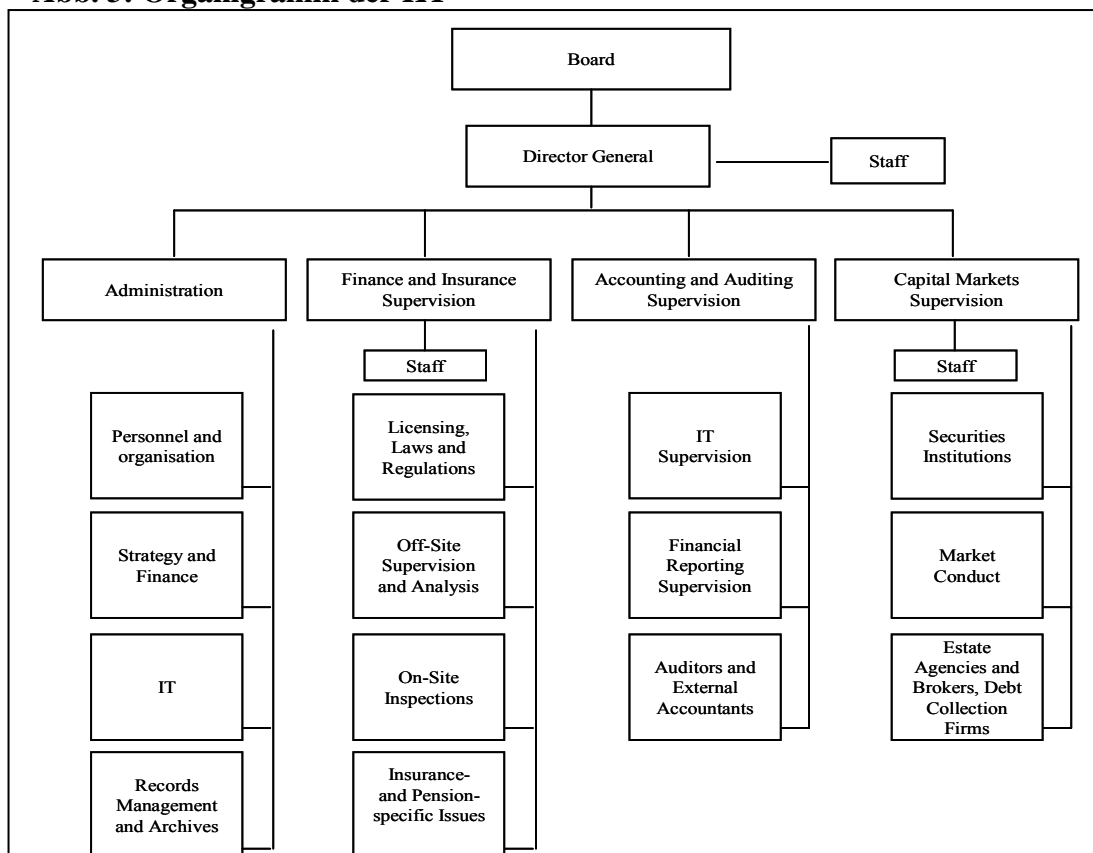 Organigramm der
Board
Director General
Staff
Administration
Finance and Insurance
Supervision
Accounting and Auditing
Supervision
Capital Markets
Supervision
Staff
Staff
Personnel and
organisation
Licensing,
Laws and
Regulations
IT
Supervision
Securities
Institutions
Strategy and
Finance
Off-Site
Supervision
and Analysis
Financial
Reporting
Supervision
Market
Conduct
IT
On-Site
Inspections
Auditors and
External
Accountants
Estate
Agencies and
Brokers, Debt
Collection
Firms
Records
Management
and Archives
Insurance-
and Pension-
specific Issues